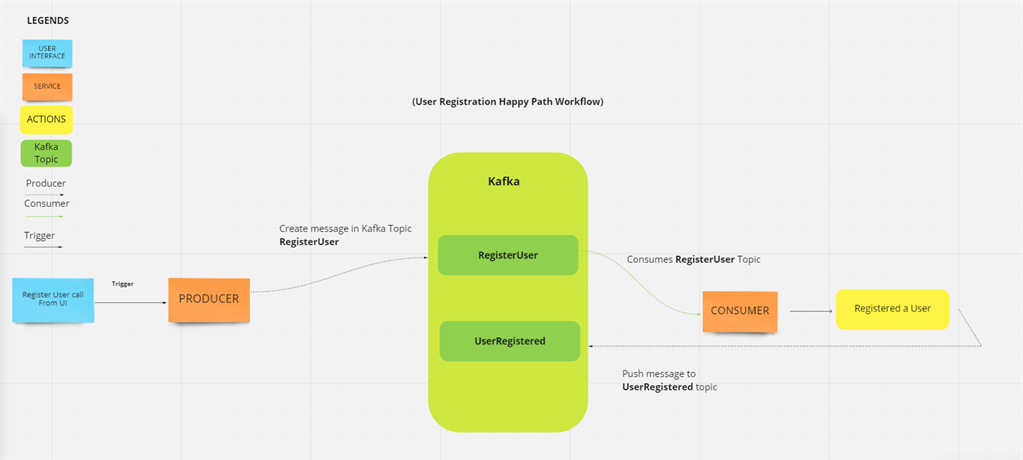 LEGENDS
USER
INTERFACE
SERVICE
ACTIONS
Kafka
Topic
Producer
Consumer
Trigger
(User Registration Happy Path Workflow)
Kafka
Create message in Kafka Topic
RegisterUser
RegisterUser
Consumes RegisterUser Topic
Register User call
From UI
Trigger
PRODUCER
CONSUMER
Registered a User
UserRegistered
Push message to
UserRegistered topic